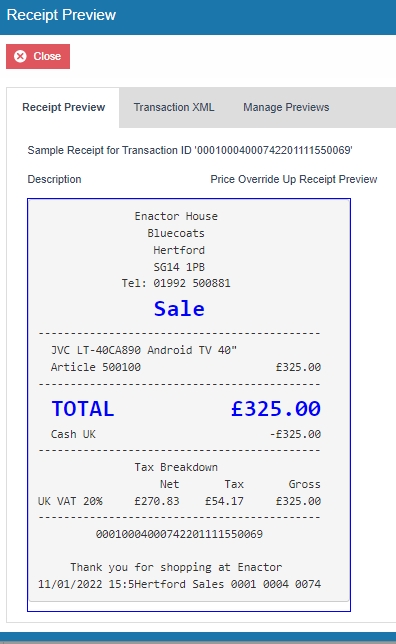 Receipt Preview
Close
Receipt Preview Transaction XML Manage Previews
Sample Receipt for Transaction ID '00010004000742201111550069'
Description Price Override Up Receipt Preview
Enactor House
Bluecoats
Hertford
SG14 1PB
Tel: 01992 500881
Sale
JVC LT-40CA890 Android TV 40"
Article 500100 £325.00
TOTAL £325.00
Cash UK -£325.00
Tax Breakdown
Net Tax Gross
UK VAT 20% £270.83 £54.17 £325.00
00010004000742201111550069
Thank you for shopping at Enactor
11/01/2022 15:5Hertford Sales 0001 0004 0074